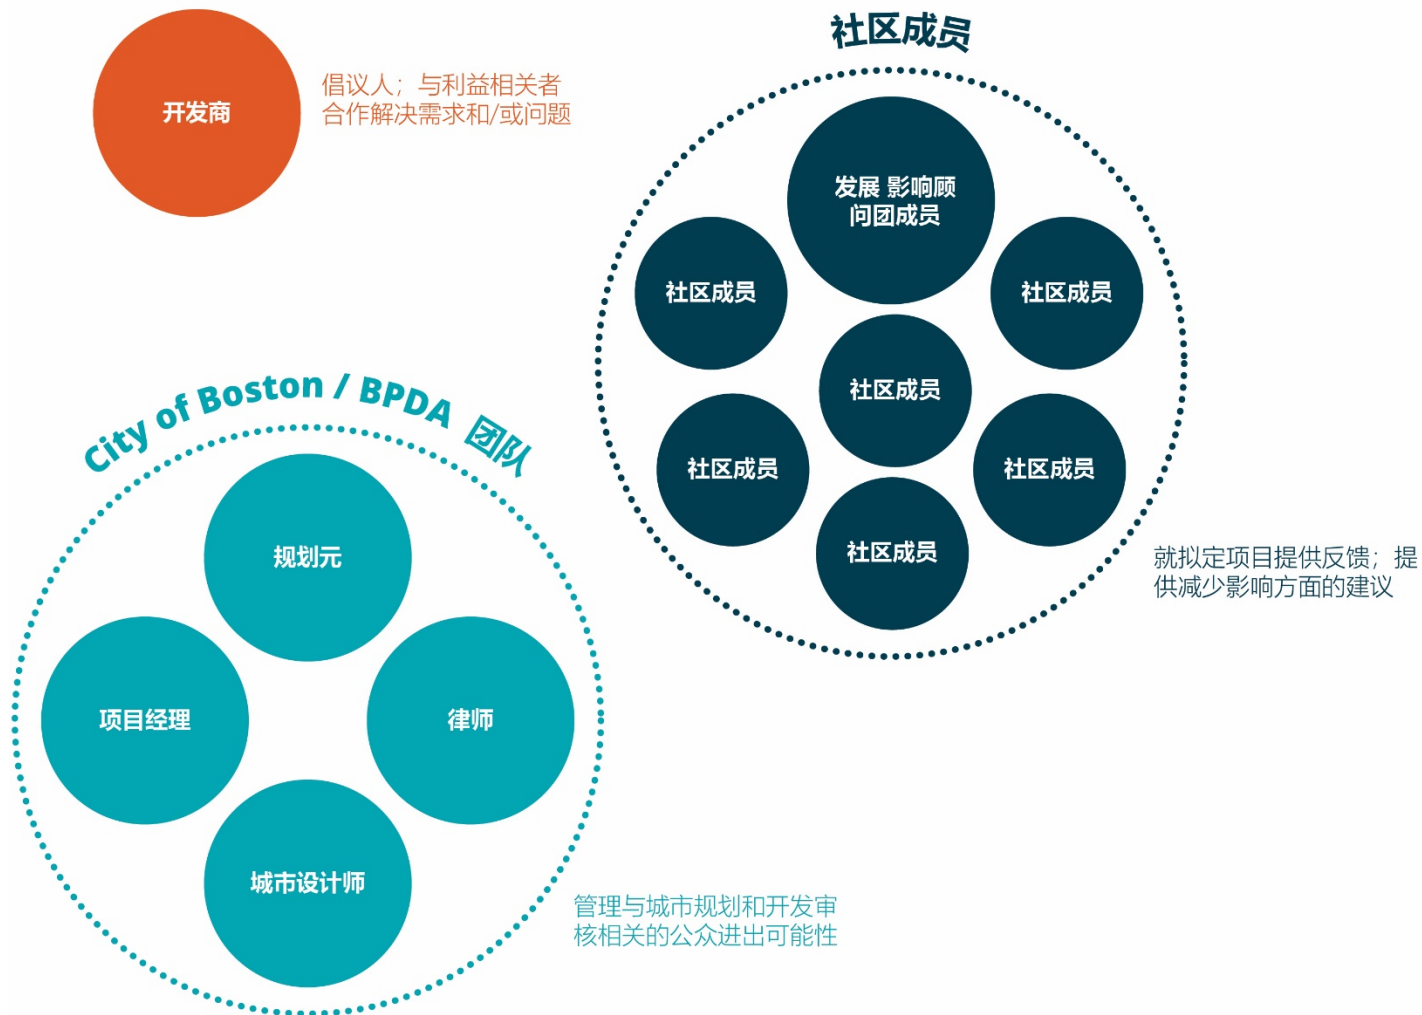 开发商
倡议人；与利益相关者
合作解决需求和/或问题
社区成员
发展 影响顾
问团成员
社区成员
社区成员
社区成员
社区成员
社区成员
社区成员
就拟定项目提供反馈；提
供减少影响方面的建议
City of Boston / BPDA 团队
规划元
项目经理
律师
城市设计师
管理与城市规划和开发审
核相关的公众进出可能性